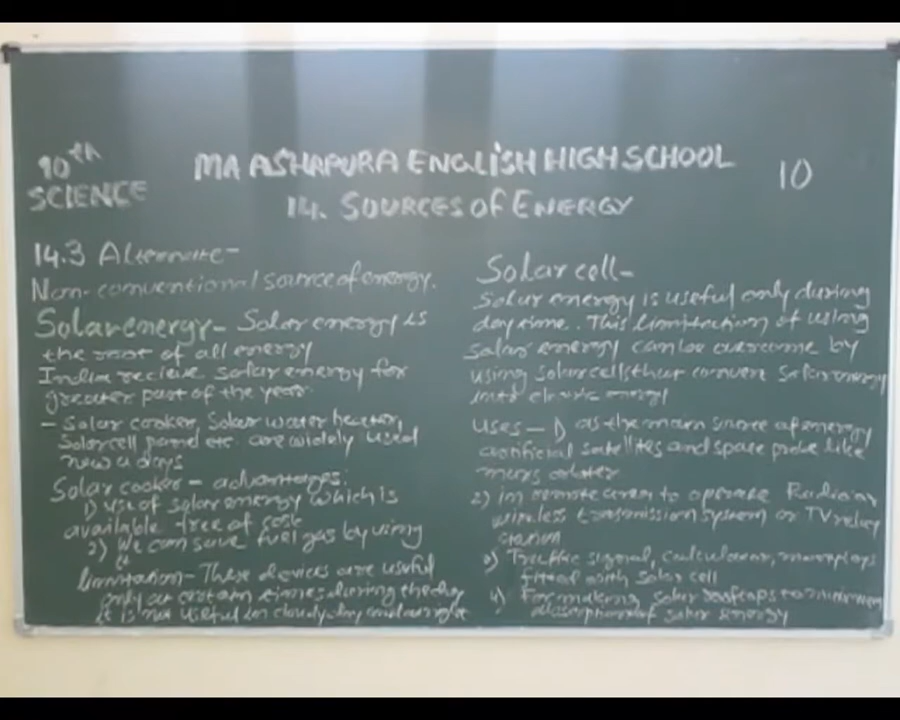 10th
SCIENCE
MA ASHAPURA ENGLISH HIGH SCHOOL
10
14. SOURCES OF ENERGY
14.3 Alternate-
Non-conventional source of energy.
Solar energy- Solar energy is
the root of all energy
India recieve solar energy for
greater part of the year.
- Solar cooker, Solar water heater,
Solar cell panel etc are widely used
now a days
Solar cooker - advantages:
1) use of solar energy which is
available free of cost
2) We can save fuel gas by using
it
limitation- These devices are useful
only at certain times during the day
it is not useful in cloudy day and at night
Solar cell-
Solar energy is useful only during
day time. This limitaction of using
solar energy can be overcome by
using solar cells that convert Solar energy
into electric energy
Uses - 1) as the main source of energy
artificial satellites and space probe like
mars orbiter
2) in remote area to operate Radio
wireless transmission system or TV relay
station
3) Traffic signal, calculator,
fitted with Solar cell
4) For making solar
of solar energy